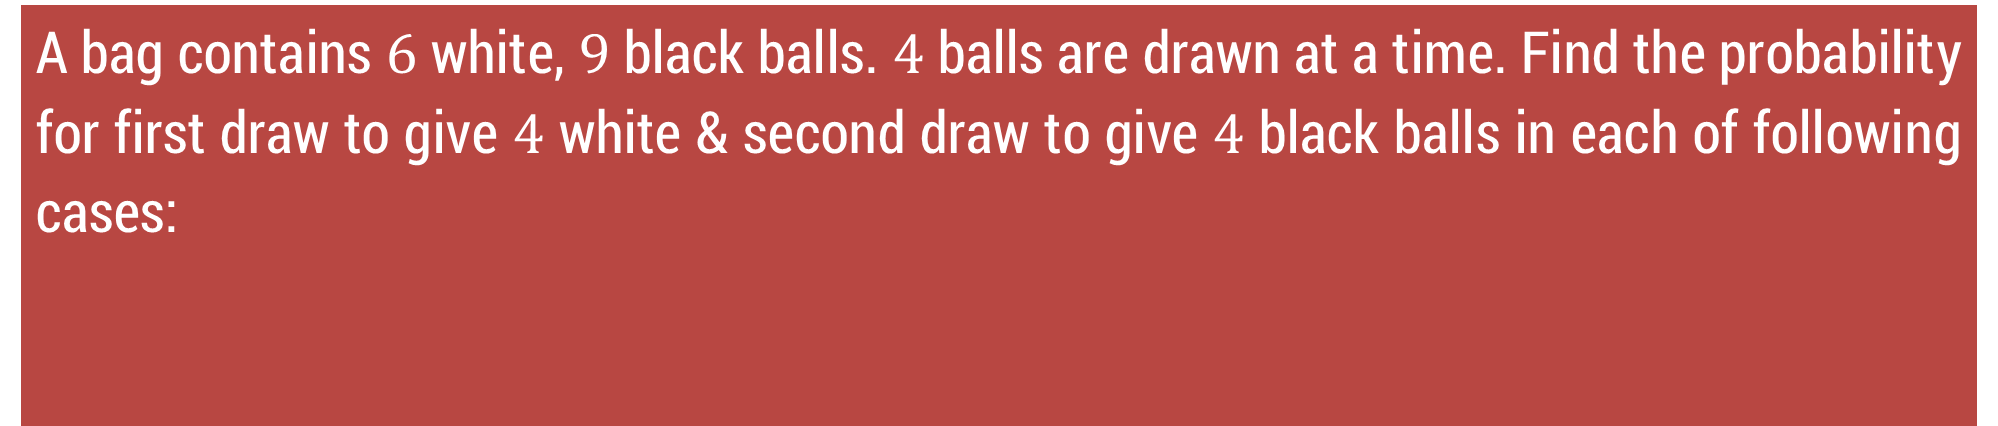 A bag contains 6 white, 9 black balls. 4 balls are drawn at a time. Find the probability
for first draw to give 4 white & second draw to give 4 black balls in each of following
cases: